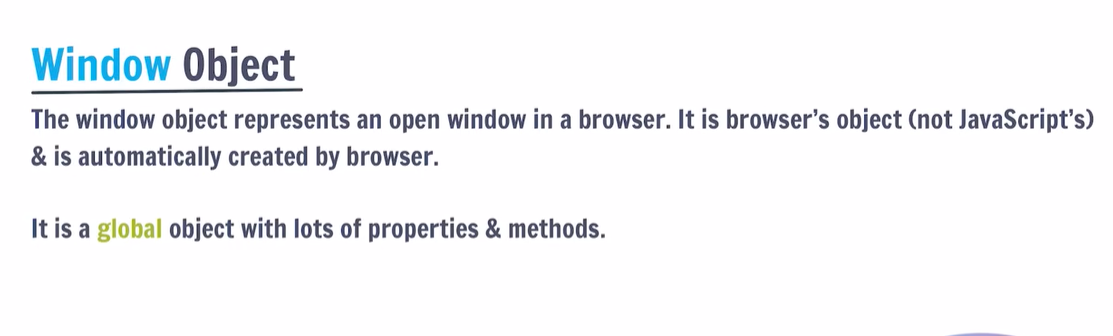 Window Object
The window object represents an open window in a browser. It is browser's object (not JavaScript's)
& is automatically created by browser.
It is a global object with lots of properties & methods.